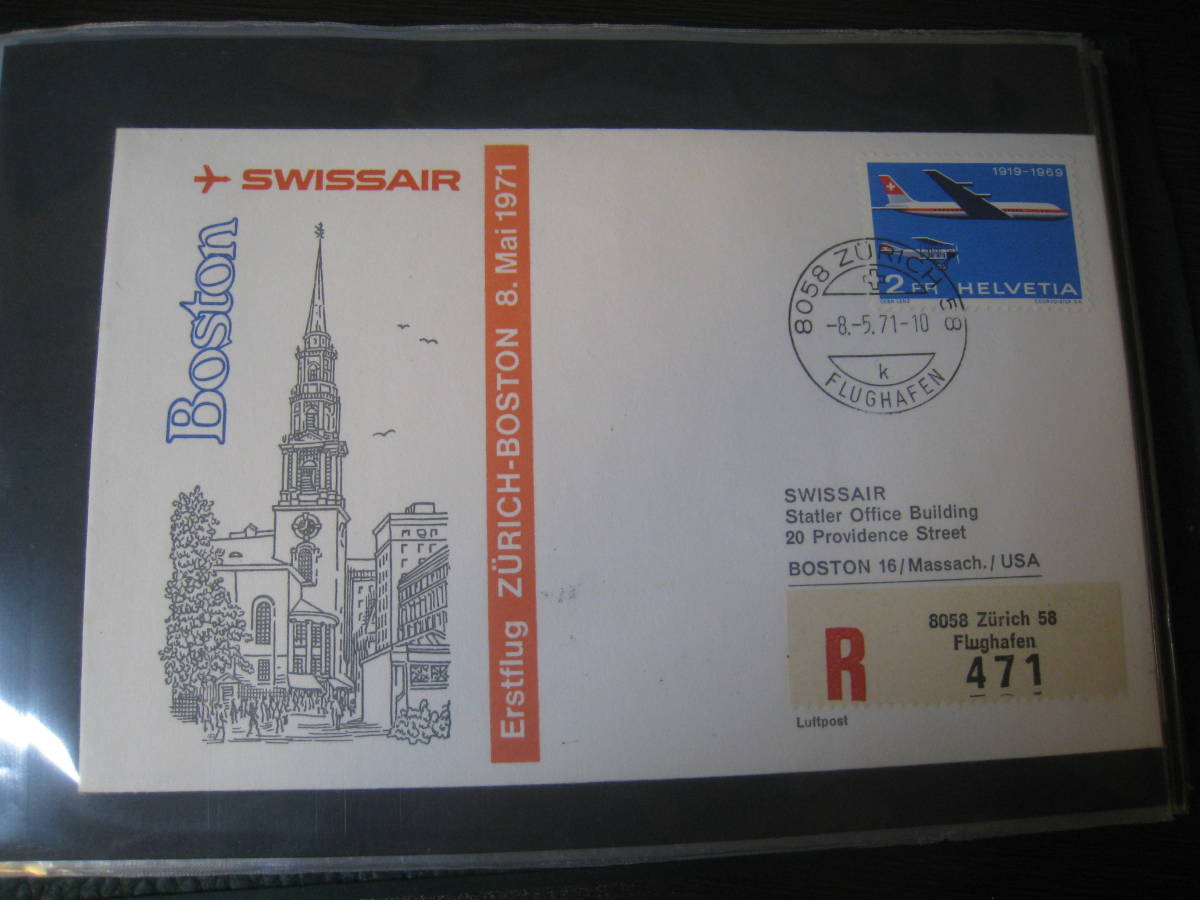 SWISSAIR
Boston
Erstflug ZÜRICH-BOSTON 8. Mai 1971
1919-1969
2 FR HELVETIA
8058 ZÜRICH 58
-8.-5.71-10
k
FLUGHAFEN
SWISSAIR
Statler Office Building
20 Providence Street
BOSTON 16/Massach./USA
R
8058 Zürich 58
Flughafen
471
Luftpost